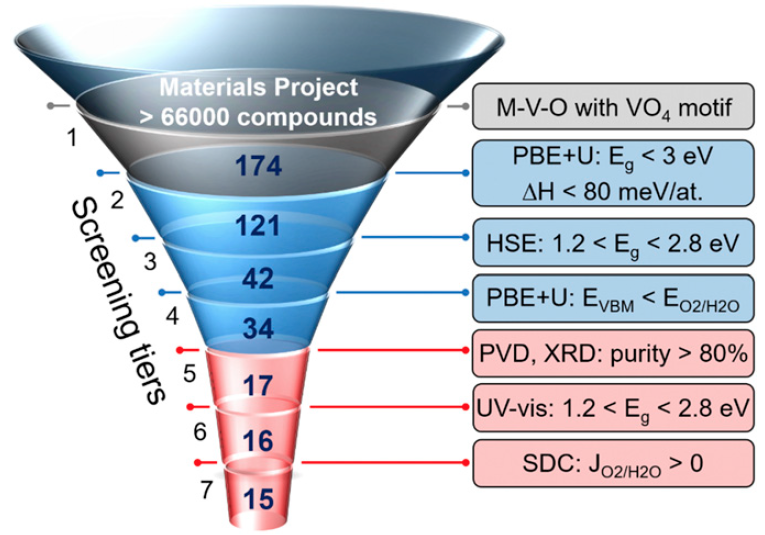 Materials Project
> 66000 compounds
M-V-O with VO4 motif
1
174
PBE+U: Eg < 3 eV
ΔH < 80 meV/at.
2
121
HSE: 1.2 < Eg < 2.8 eV
3
42
PBE+U: EVBM < EO2/H2O
4
34
PVD, XRD: purity > 80%
5
17
UV-vis: 1.2 < Eg < 2.8 eV
6
16
SDC: JO2/H2O > 0
7
15
Screening tiers